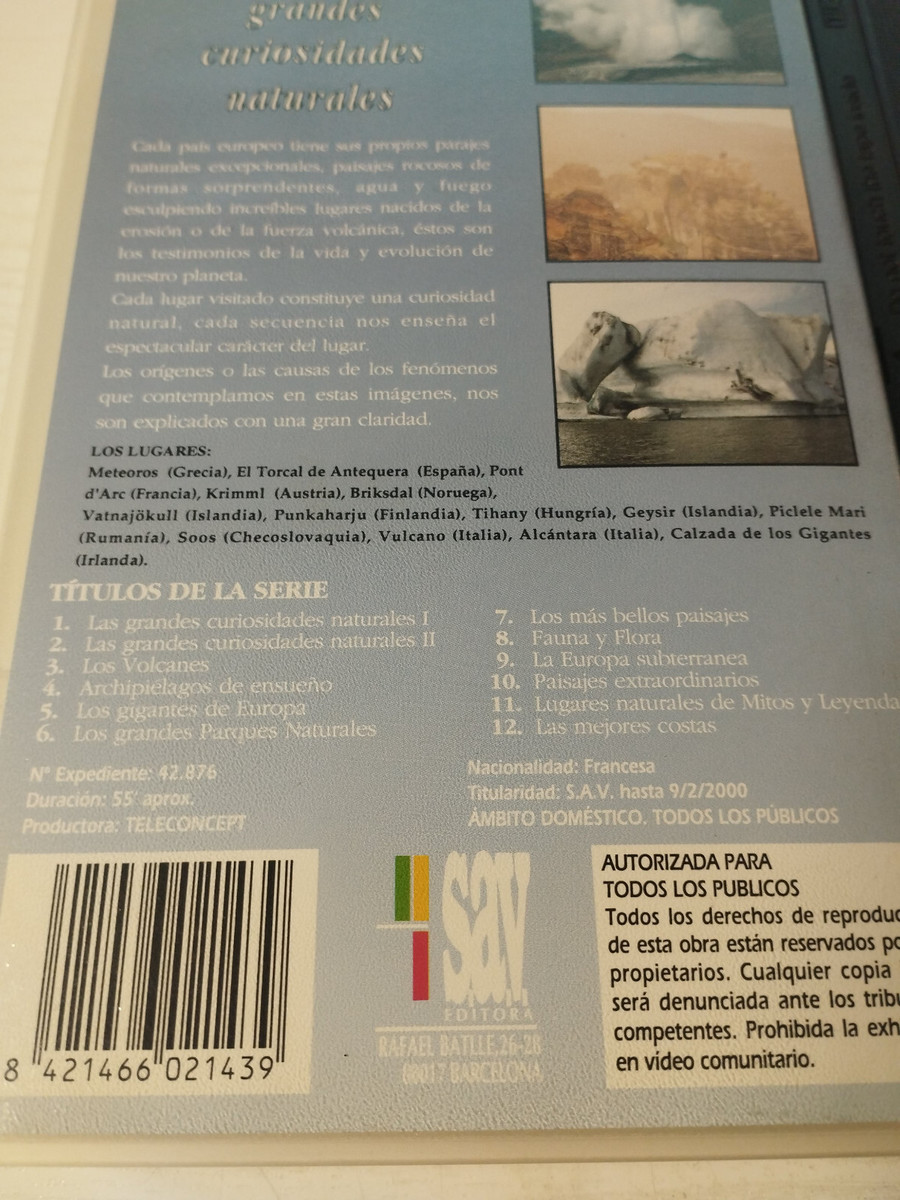 grandes
curiosidades
naturales
Cada país europeo tiene sus propios parajes
naturales excepcionales, paisajes rocosos de
formas sorprendentes, agua y fuego
esculpiendo increíbles lugares nacidos de la
erosión o de la fuerza volcánica, éstos son
los testimonios de la vida y evolución de
nuestro planeta.
Cada lugar visitado constituye una curiosidad
natural, cada secuencia nos enseña el
espectacular carácter del lugar.
Los orígenes o las causas de los fenómenos
que contemplamos en estas imágenes, nos
son explicados con una gran claridad.
LOS LUGARES:
Meteoros (Grecia), El Torcal de Antequera (España), Pont
d'Arc (Francia), Krimml (Austria), Briksdal (Noruega),
Vatnajökull (Islandia), Punkaharju (Finlandia), Tihany (Hungría), Geysir (Islandia), Piclele Mari
(Rumanía), Soos (Checoslovaquia), Vulcano (Italia), Alcántara (Italia), Calzada de los Gigantes
(Irlanda).
TÍTULOS DE LA SERIE
1. Las grandes curiosidades naturales I
2. Las grandes curiosidades naturales II
3. Los Volcanes
4. Archipiélagos de ensueño
5. Los gigantes de Europa
6. Los grandes Parques Naturales
7. Los más bellos paisajes
8. Fauna y Flora
9. La Europa subterranea
10. Paisajes extraordinarios
11. Lugares naturales de Mitos y Leyenda
12. Las mejores costas
Nº Expediente: 42.876
Duración: 55' aprox.
Productora: TELECONCEPT
Nacionalidad: Francesa
Titularidad: S.A.V. hasta 9/2/2000
ÁMBITO DOMÉSTICO. TODOS LOS PÚBLICOS
8 421466 021439
sav
EDITORA
RAFAEL BATLLE, 26-28
08017 BARCELONA
AUTORIZADA PARA
TODOS LOS PUBLICOS
Todos los derechos de reproduc
de esta obra están reservados po
propietarios. Cualquier copia
será denunciada ante los tribu
competentes. Prohibida la exh
en vídeo comunitario.